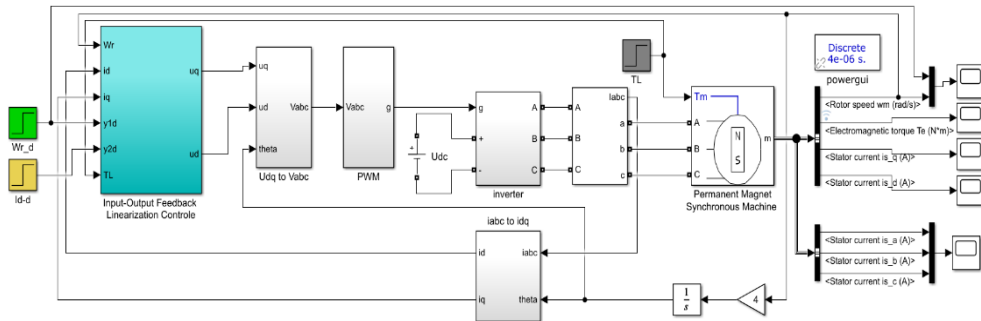 Wr
id
iq
y1d
y2d
TL
uq
ud
Input-Output Feedback
Linearization Controle
Wr_d
Id-d
uq
ud
theta
Vabc
Udq to Vabc
Vabc
g
PWM
Udc
+
g
+
-
A
B
C
inverter
A
B
C
Iabc
a
b
c
TL
Tm
A
B
C
N
S
m
Permanent Magnet
Synchronous Machine
Discrete
4e-06 s.
powergui
<Rotor speed wm (rad/s)>
<Electromagnetic torque Te (N*m)>
<Stator current is_q (A)>
<Stator current is_d (A)>
<Stator current is_a (A)>
<Stator current is_b (A)>
<Stator current is_c (A)>
iabc to idq
id
iq
iabc
theta
1
s
4